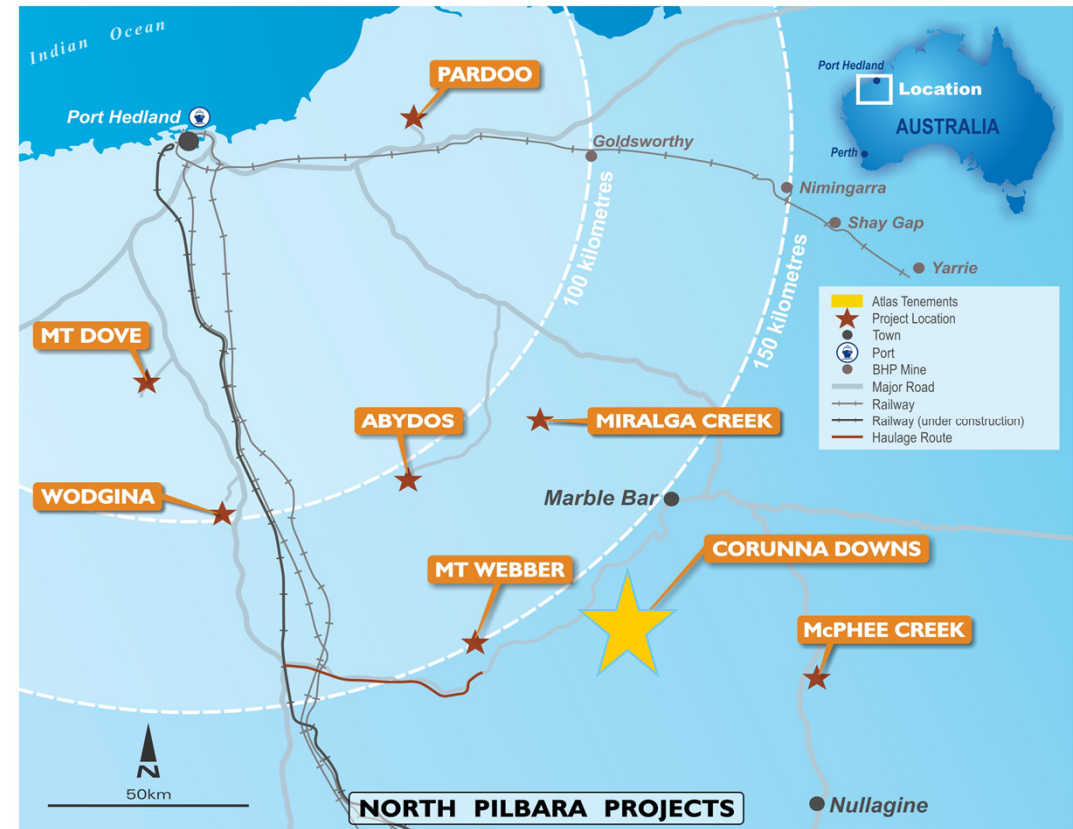 Indian Ocean
PARDOO
Port Hedland
Port Hedland
Location
AUSTRALIA
Perth
Goldsworthy
Nimingarra
Shay Gap
Yarrie
100 kilometres
150 kilometres
Atlas Tenements
Project Location
Town
Port
BHP Mine
Major Road
Railway
Railway (under construction)
Haulage Route
MT DOVE
ABYDOS
MIRALGA CREEK
WODGINA
Marble Bar
CORUNNA DOWNS
MT WEBBER
McPHEE CREEK
N
50km
NORTH PILBARA PROJECTS
Nullagine